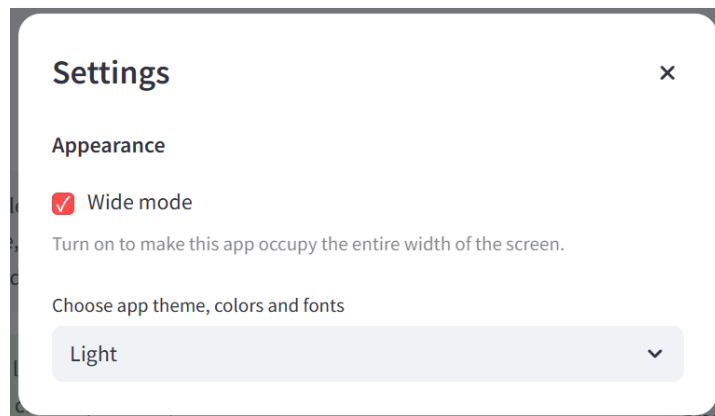 Settings
Appearance
Wide mode
Turn on to make this app occupy the entire width of the screen.
Choose app theme, colors and fonts
Light